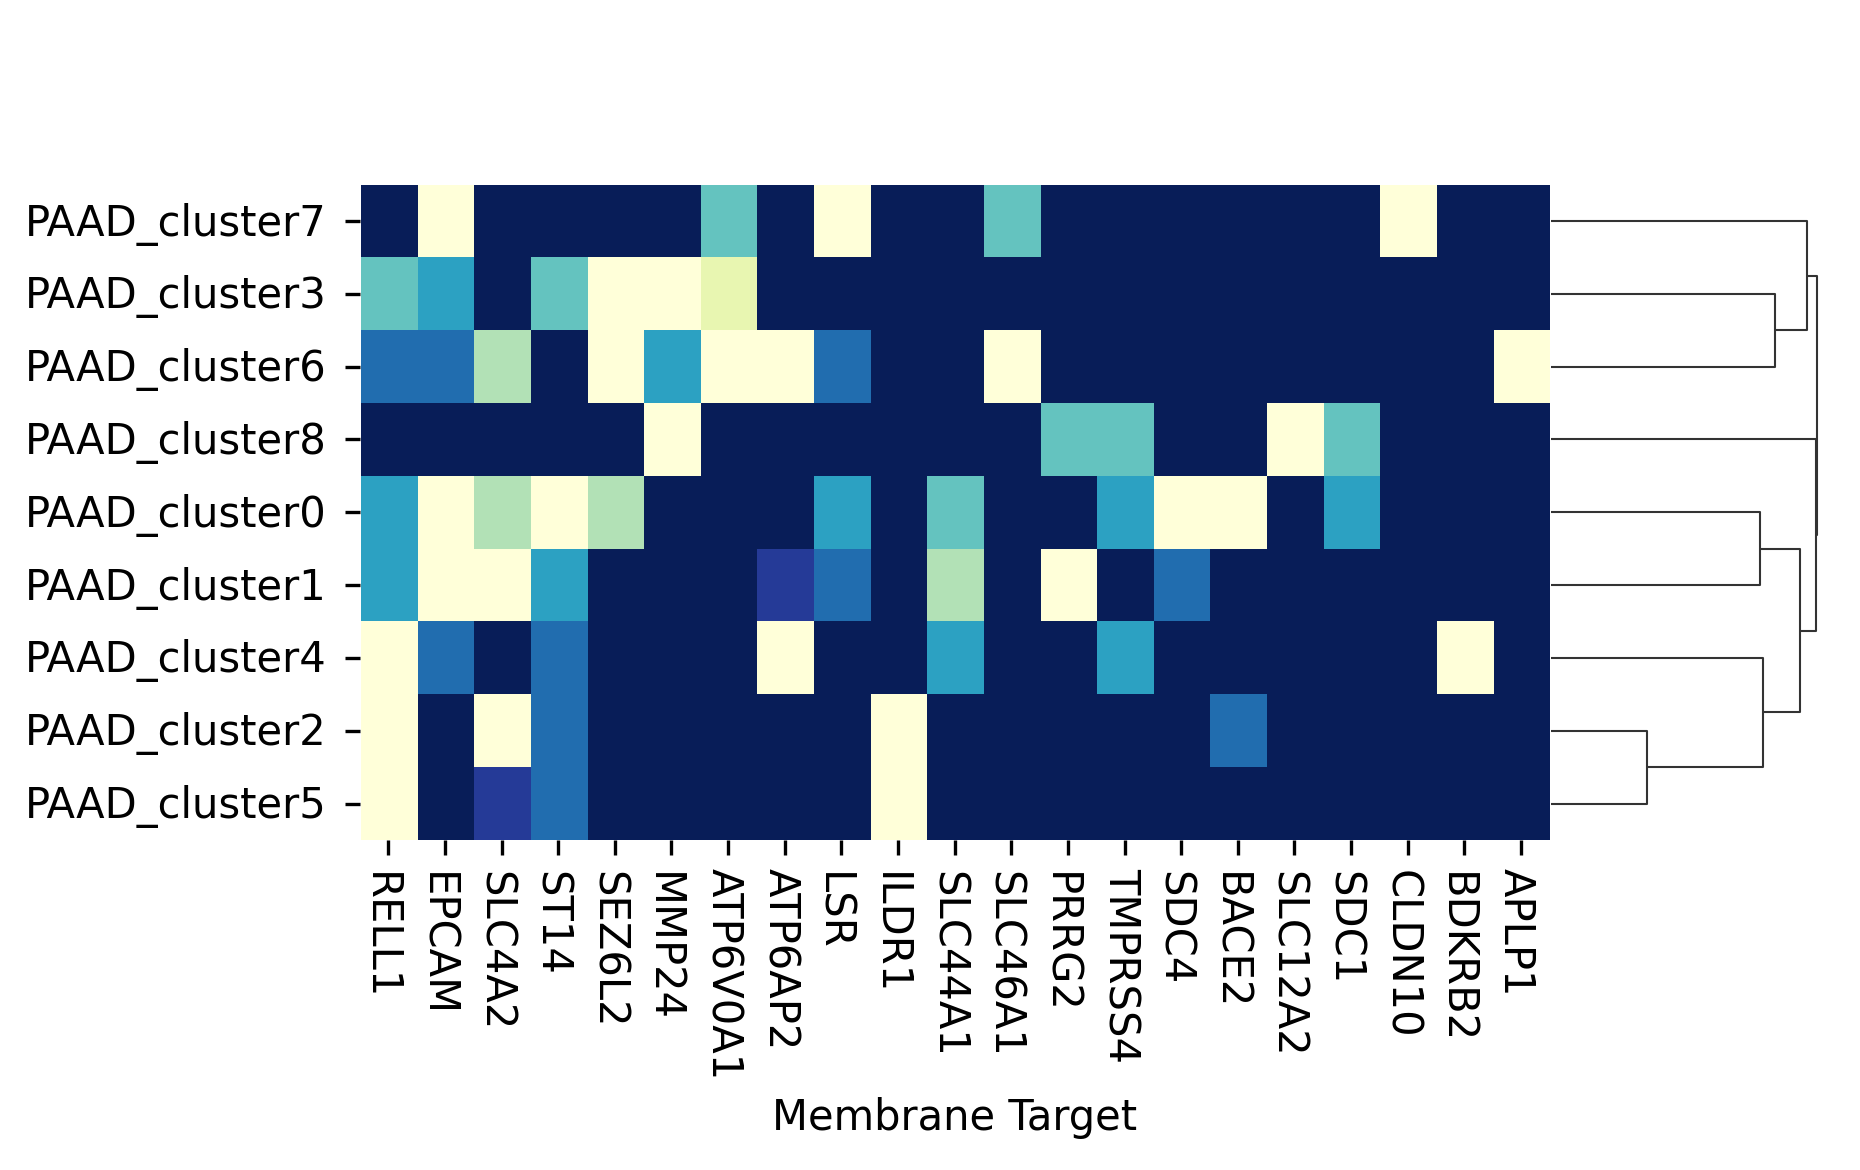 PAAD_cluster7
PAAD_cluster3
PAAD_cluster6
PAAD_cluster8
PAAD_cluster0
PAAD_cluster1
PAAD_cluster4
PAAD_cluster2
PAAD_cluster5
RELL1
EPCAM
SLC4A2
ST14
SEZ6L2
MMP24
ATP6V0A1
ATP6AP2
LSR
ILDR1
SLC44A1
SLC46A1
PRRG2
TMPRSS4
SDC4
BACE2
SLC12A2
SDC1
CLDN10
BDKRB2
APLP1
Membrane Target